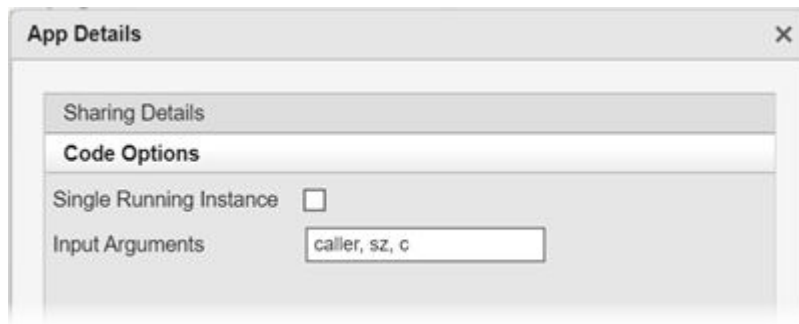 App Details
Sharing Details
Code Options
Single Running Instance
Input Arguments caller, sz, c